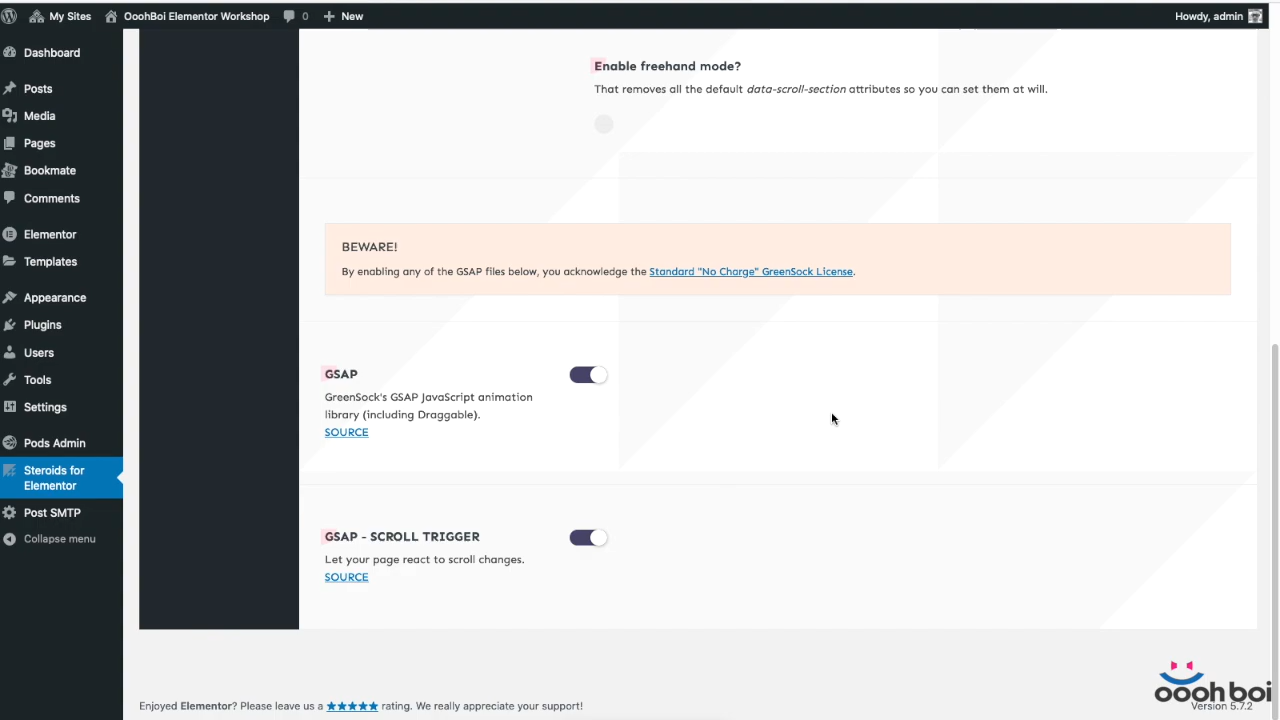 My Sites
OoohBoi Elementor Workshop
0
New
Howdy, admin
Dashboard
Posts
Media
Pages
Bookmate
Comments
Elementor
Templates
Appearance
Plugins
Users
Tools
Settings
Pods Admin
Steroids for
Elementor
Post SMTP
Collapse menu
Enable freehand mode?
That removes all the default data-scroll-section attributes so you can set them at will.
BEWARE!
By enabling any of the GSAP files below, you acknowledge the Standard "No Charge" GreenSock License.
GSAP
GreenSock's GSAP JavaScript animation
library (including Draggable).
SOURCE
GSAP - SCROLL TRIGGER
Let your page react to scroll changes.
SOURCE
oooh boi
Enjoyed Elementor? Please leave us a ★★★★★ rating. We really appreciate your support!
Version 5.7.2